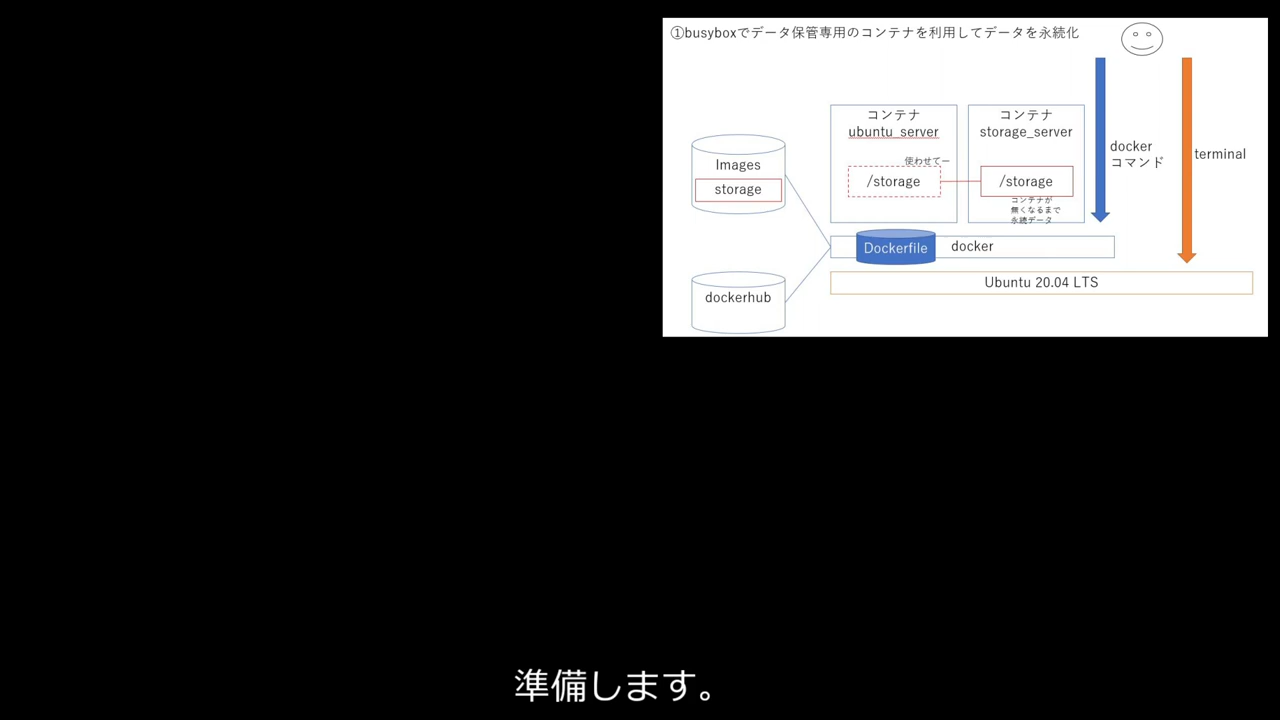 ①busyboxでデータ保管専用のコンテナを利用してデータを永続化
コンテナ
ubuntu_server
コンテナ
storage_server
使わせてー
/storage
/storage
コンテナが
無くなるまで
永続データ
Images
storage
docker
コマンド
terminal
Dockerfile
docker
Ubuntu 20.04 LTS
dockerhub
準備します。